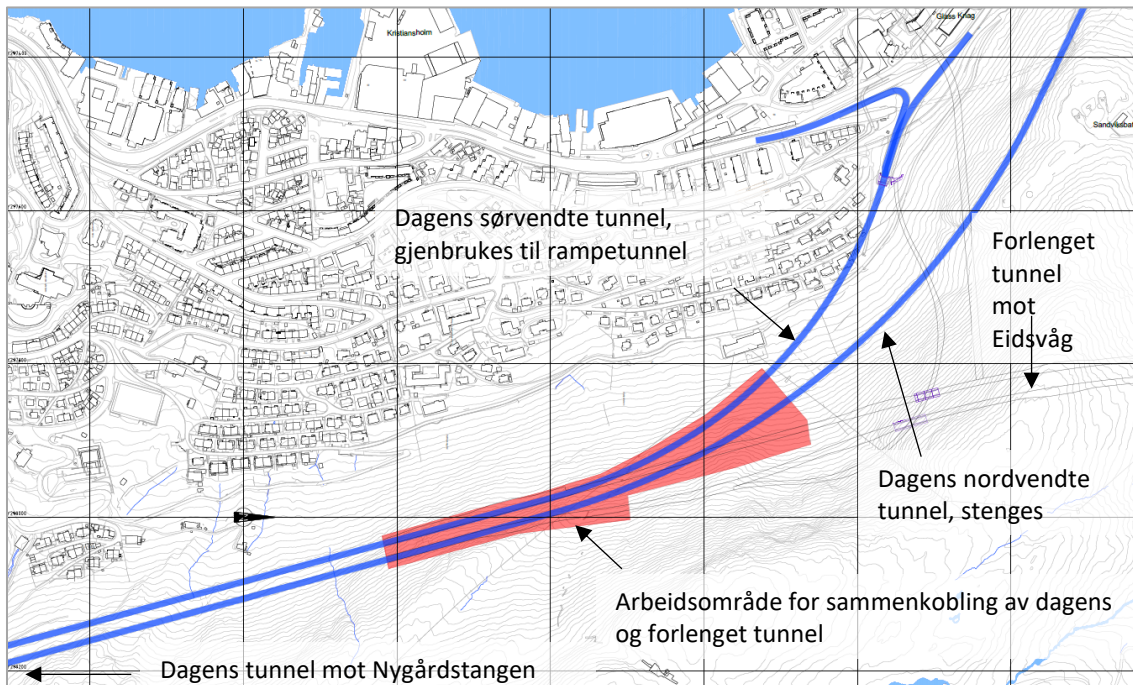 Glass Knag
Kristiansholm
Sandviksbat
Dagens sørvendte tunnel,
gjenbrukes til rampetunnel
Forlenget
tunnel
mot
Eidsvåg
Dagens nordvendte
tunnel, stenges
Arbeidsområde for sammenkobling av dagens
og forlenget tunnel
Dagens tunnel mot Nygårdstangen